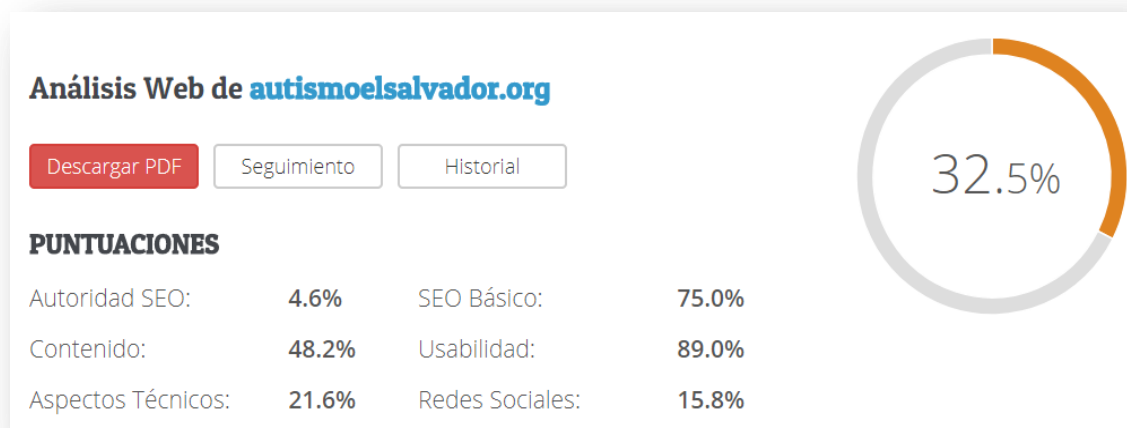 Análisis Web de autismoelsalvador.org
Descargar PDF Seguimiento Historial
32.5%
PUNTUACIONES
Autoridad SEO: 4.6% SEO Básico: 75.0%
Contenido: 48.2% Usabilidad: 89.0%
Aspectos Técnicos: 21.6% Redes Sociales: 15.8%